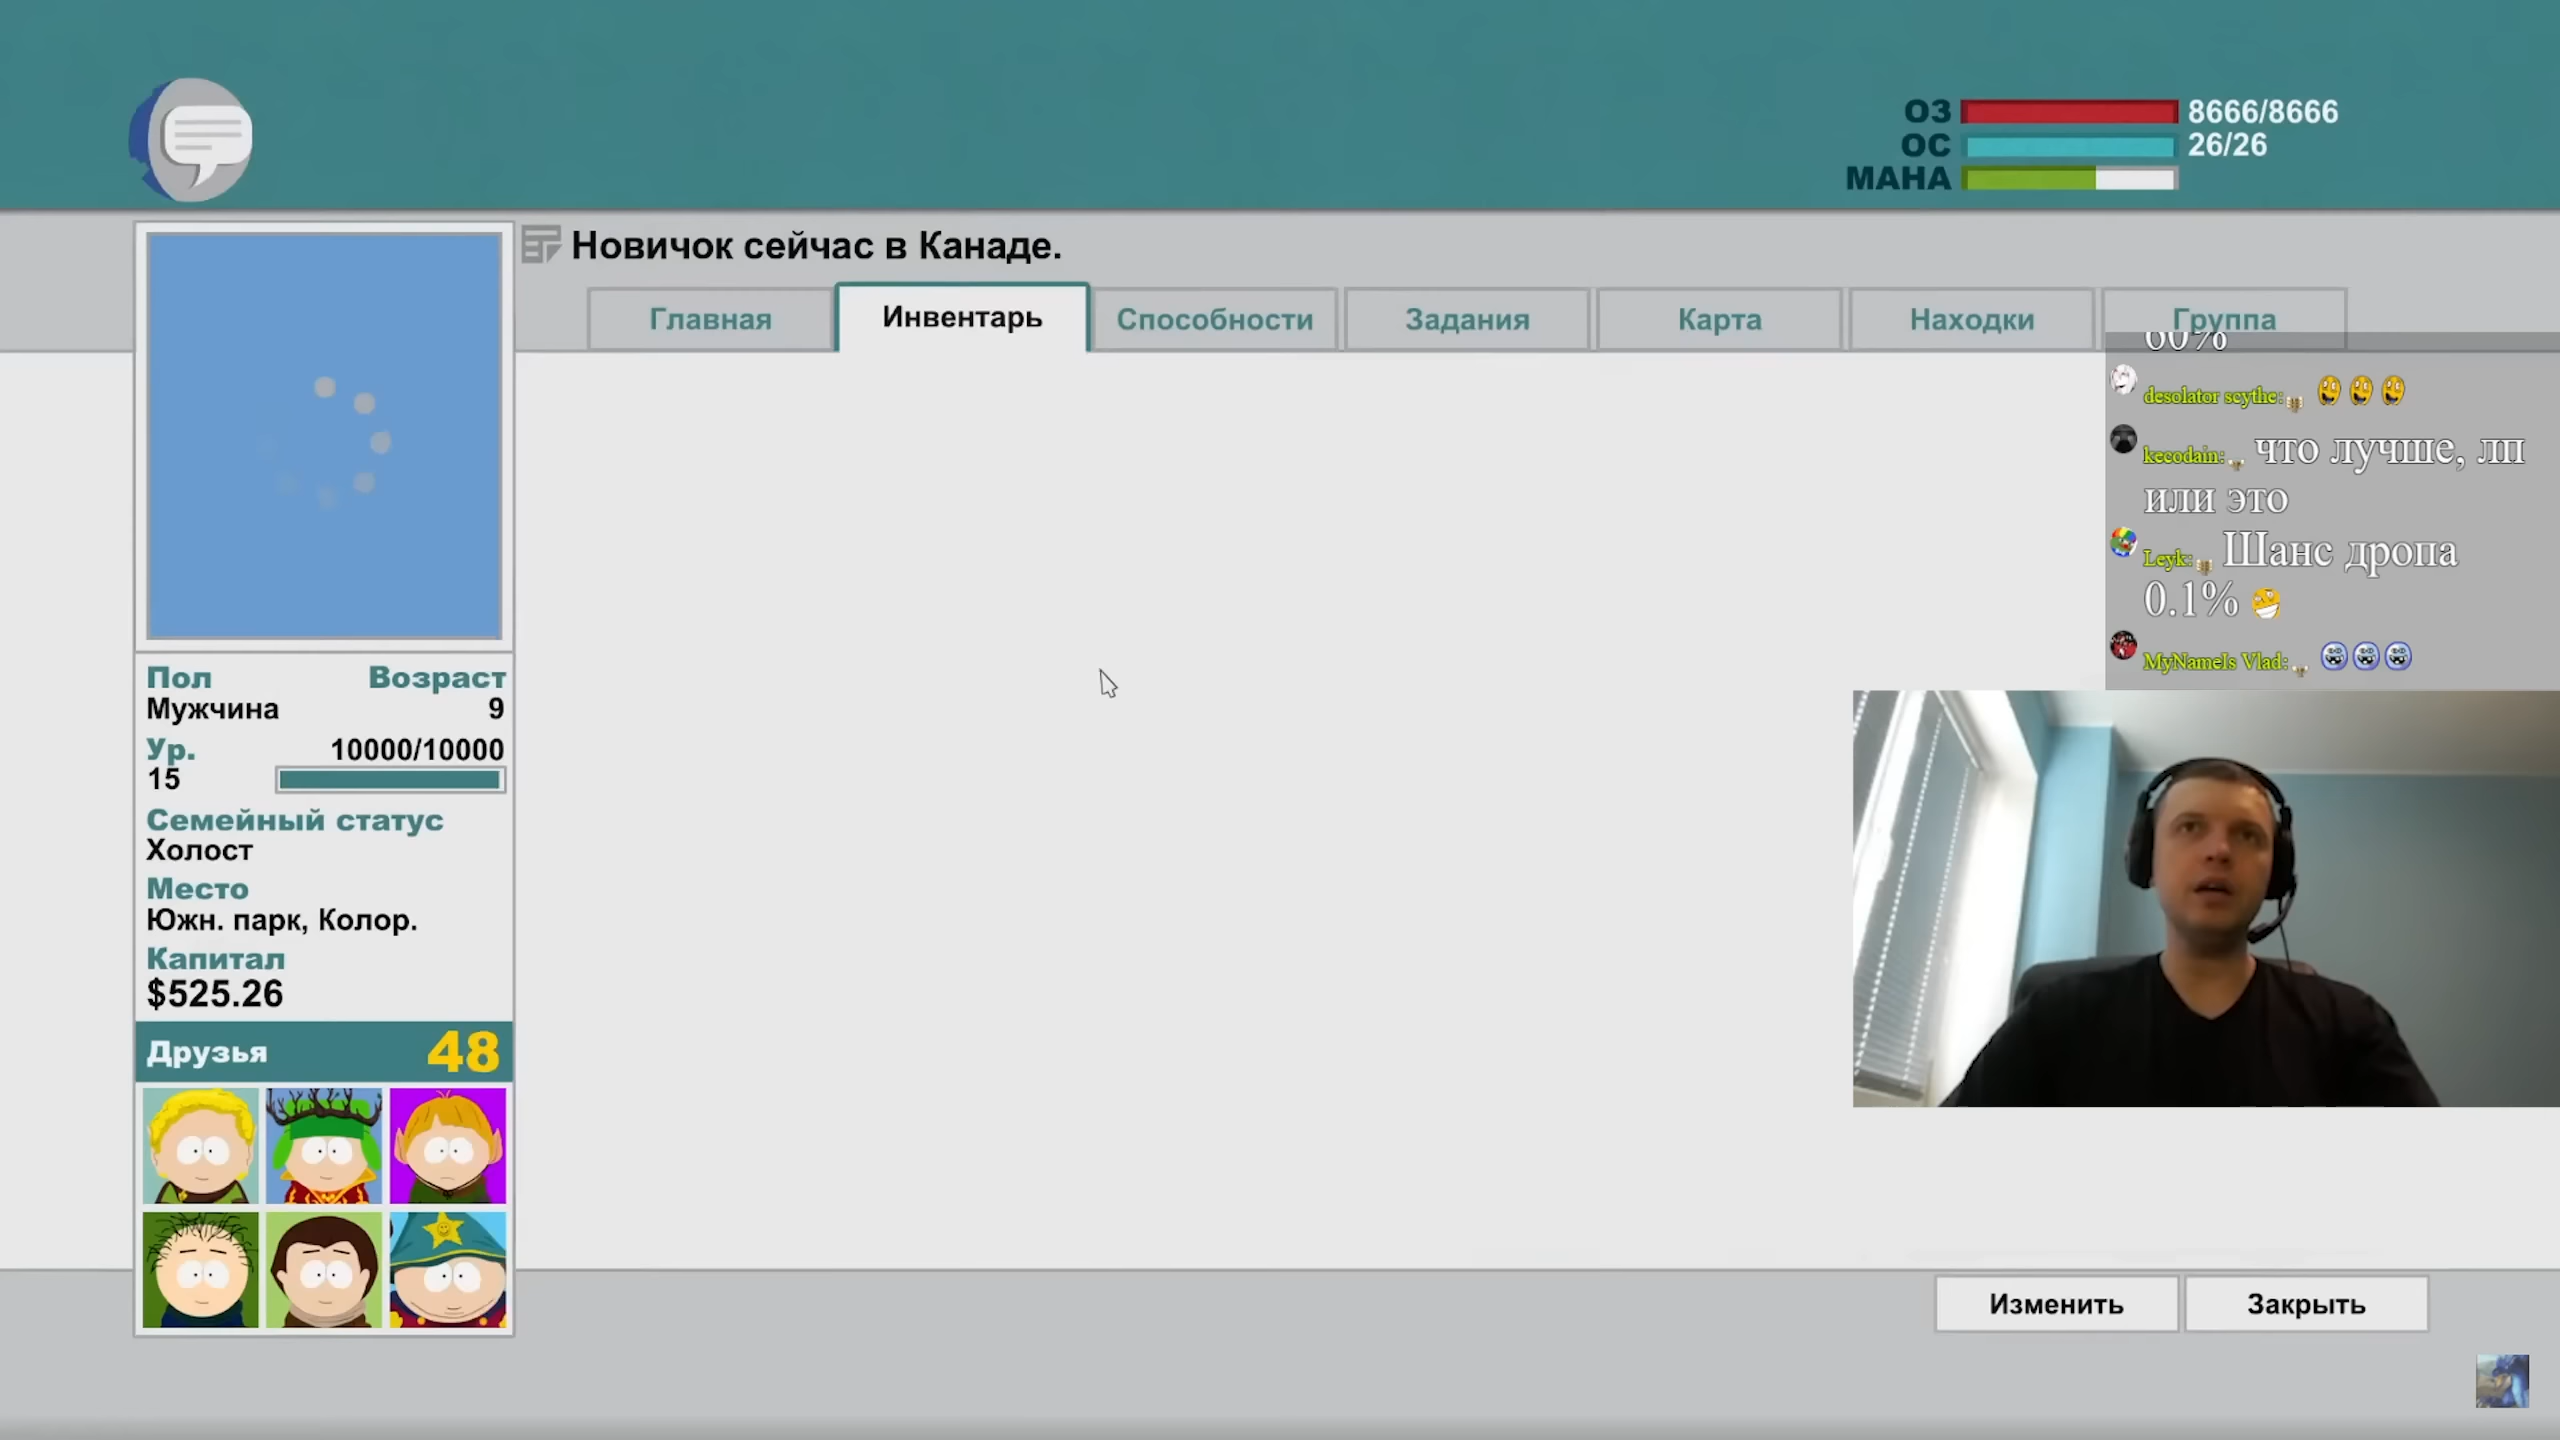 ОЗ 8666/8666
ОС 26/26
МАНА
Новичок сейчас в Канаде.
Главная Инвентарь Способности Задания Карта Находки Группа
60%
desolator scythe:
kecodain: что лучше, лп
или это
Leyk: Шанс дропа
0.1%
MyNameIs Vlad:
Пол Возраст
Мужчина 9
Ур. 10000/10000
15
Семейный статус
Холост
Место
Южн. парк, Колор.
Капитал
$525.26
Друзья 48
Изменить Закрыть